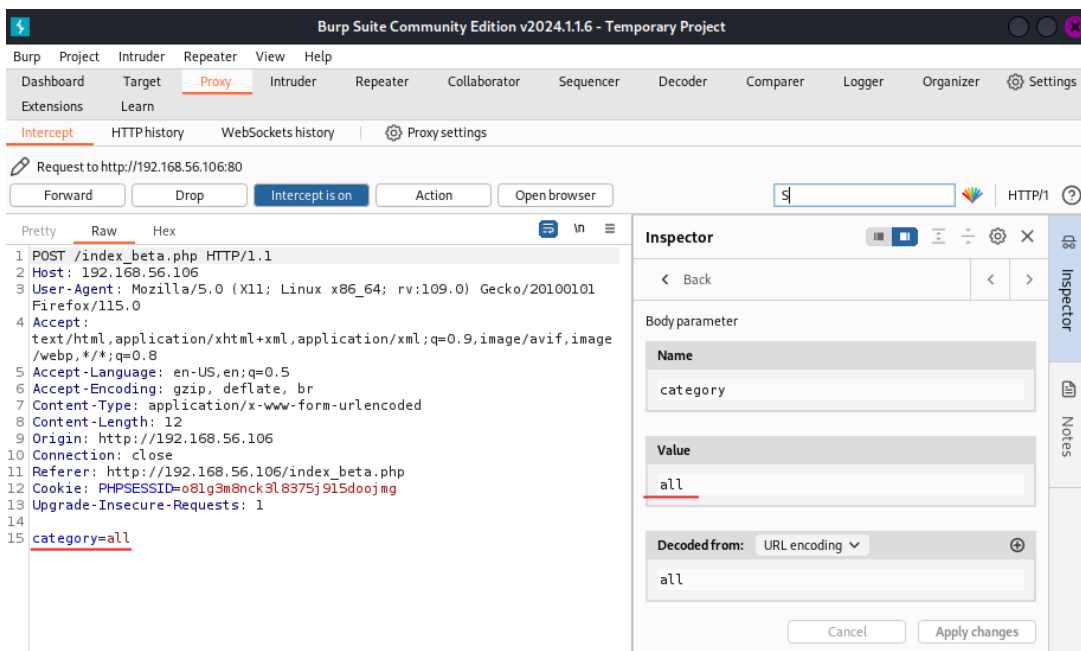 Burp Suite Community Edition v2024.1.1.6 - Temporary Project
Burp Project Intruder Repeater View Help
Dashboard Target Proxy Intruder Repeater Collaborator Sequencer Decoder Comparer Logger Organizer Settings
Extensions Learn
Intercept HTTP history WebSockets history Proxy settings
Request to http://192.168.56.106:80
Forward Drop Intercept is on Action Open browser S HTTP/1 ?
Pretty Raw Hex \n
1 POST /index_beta.php HTTP/1.1
2 Host: 192.168.56.106
3 User-Agent: Mozilla/5.0 (X11; Linux x86_64; rv:109.0) Gecko/20100101
Firefox/115.0
4 Accept:
text/html,application/xhtml+xml,application/xml;q=0.9,image/avif,image
/webp,*/*;q=0.8
5 Accept-Language: en-US,en;q=0.5
6 Accept-Encoding: gzip, deflate, br
7 Content-Type: application/x-www-form-urlencoded
8 Content-Length: 12
9 Origin: http://192.168.56.106
10 Connection: close
11 Referer: http://192.168.56.106/index_beta.php
12 Cookie: PHPSESSID=o81g3m8nck3l8375j915doojmg
13 Upgrade-Insecure-Requests: 1
14
15 category=all
Inspector
Back
Body parameter
Name
category
Value
all
Decoded from: URL encoding
all
Cancel Apply changes
Inspector
Notes